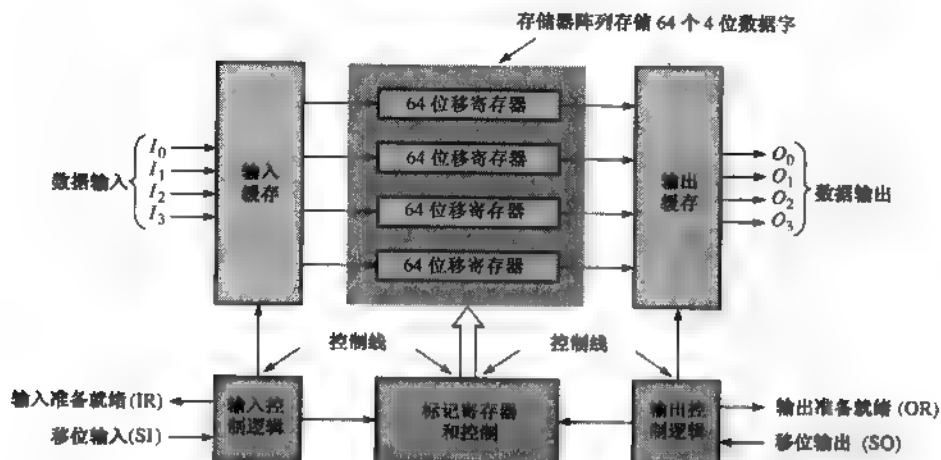 存储器阵列存储 64 个 4 位数据字
64 位移寄存器
64 位移寄存器
64 位移寄存器
64 位移寄存器
数据输入
I0
I1
I2
I3
输入
缓存
输出
缓存
O0
O1
O2
O3
数据输出
控制线
控制线
输入准备就绪(IR)
移位输入(SI)
输入控
制逻辑
标记寄存器
和控制
输出控
制逻辑
输出准备就绪 (OR)
移位输出 (SO)